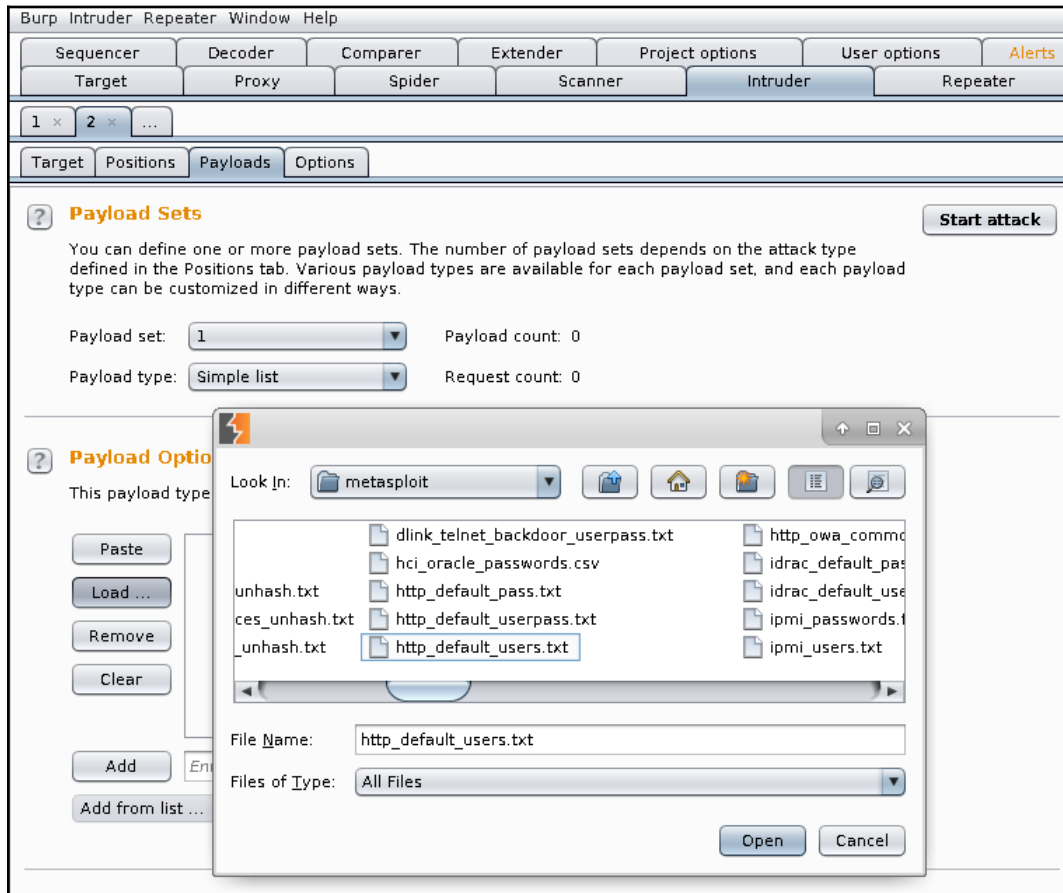 Burp Intruder Repeater Window Help
Sequencer Decoder Comparer Extender Project options User options Alerts
Target Proxy Spider Scanner Intruder Repeater
1 × 2 × ...
Target Positions Payloads Options
? Payload Sets Start attack
You can define one or more payload sets. The number of payload sets depends on the attack type
defined in the Positions tab. Various payload types are available for each payload set, and each payload
type can be customized in different ways.
Payload set: 1 Payload count: 0
Payload type: Simple list Request count: 0
? Payload Optio
This payload type
Look In: metasploit
Paste
Load ...
Remove
Clear
Add
Add from list ...
dlink_telnet_backdoor_userpass.txt http_owa_commo
hci_oracle_passwords.csv idrac_default_pas
unhash.txt http_default_pass.txt idrac_default_use
ces_unhash.txt http_default_userpass.txt ipmi_passwords.t
_unhash.txt http_default_users.txt ipmi_users.txt
File Name: http_default_users.txt
Files of Type: All Files
Open Cancel